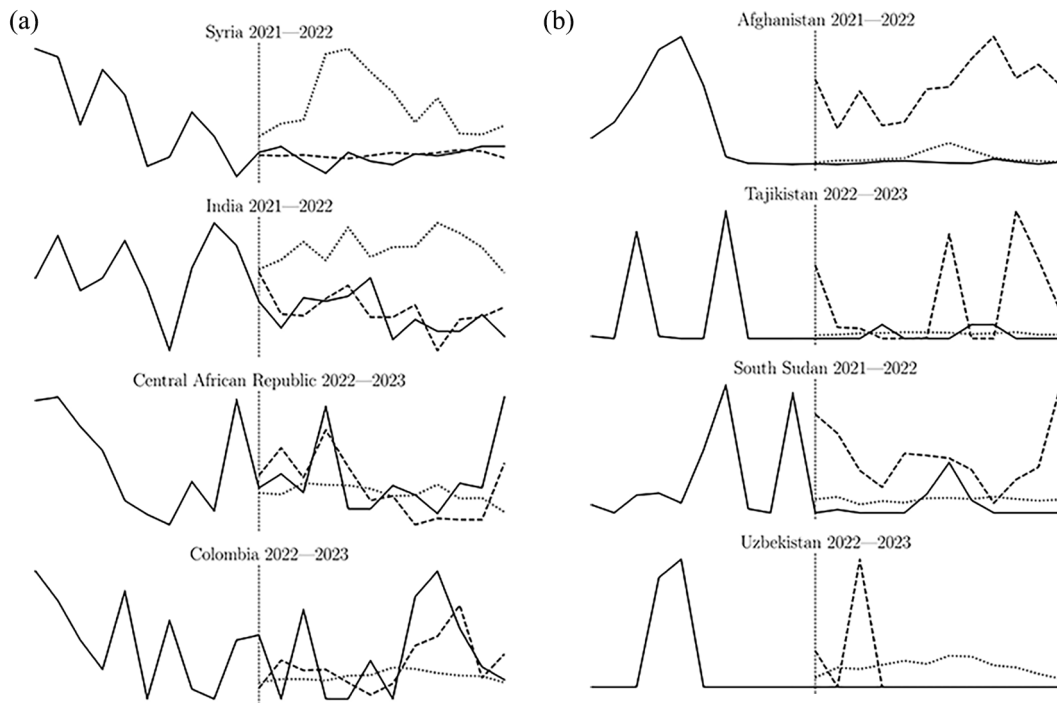 (a)
Syria 2021—2022
India 2021—2022
Central African Republic 2022—2023
Colombia 2022—2023
(b)
Afghanistan 2021—2022
Tajikistan 2022—2023
South Sudan 2021—2022
Uzbekistan 2022—2023